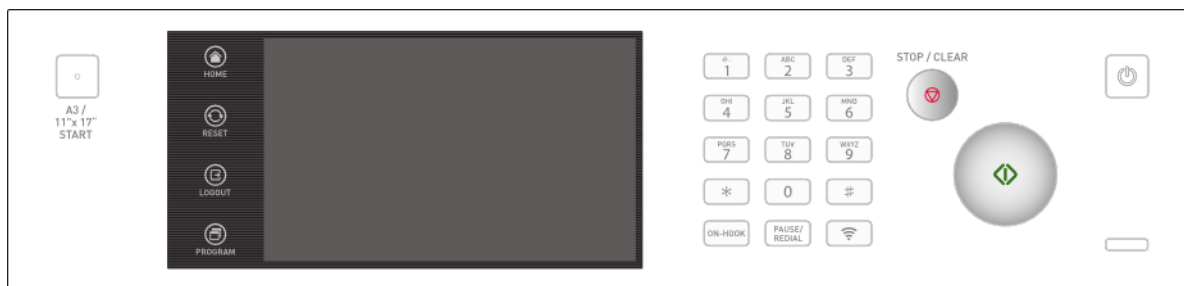 A3 /
11"x 17"
START
HOME
RESET
LOGOUT
PROGRAM
@.
1
ABC
2
DEF
3
GHI
4
JKL
5
MNO
6
PQRS
7
TUV
8
WXYZ
9
*
0
#
ON-HOOK
PAUSE/
REDIAL
STOP / CLEAR